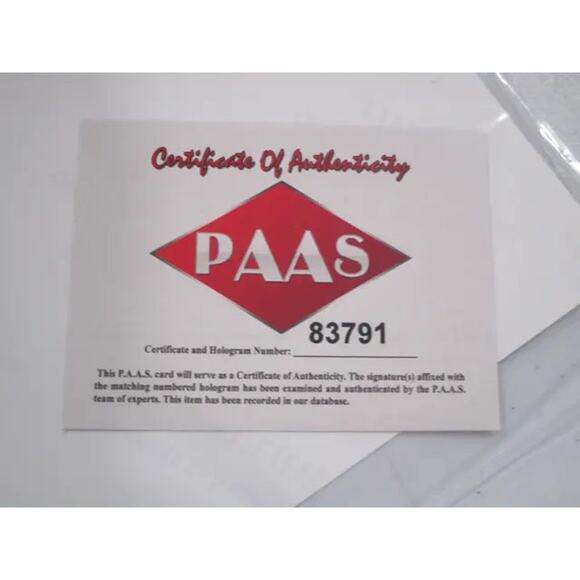 Certificate Of Authenticity
PAAS
83791
Certificate and Hologram Number:
This P.A.A.S. card will serve as a Certificate of Authenticity. The signature(s) affixed with
the matching numbered hologram has been examined and authenticated by the P.A.A.S.
team of experts. This item has been recorded in our database.